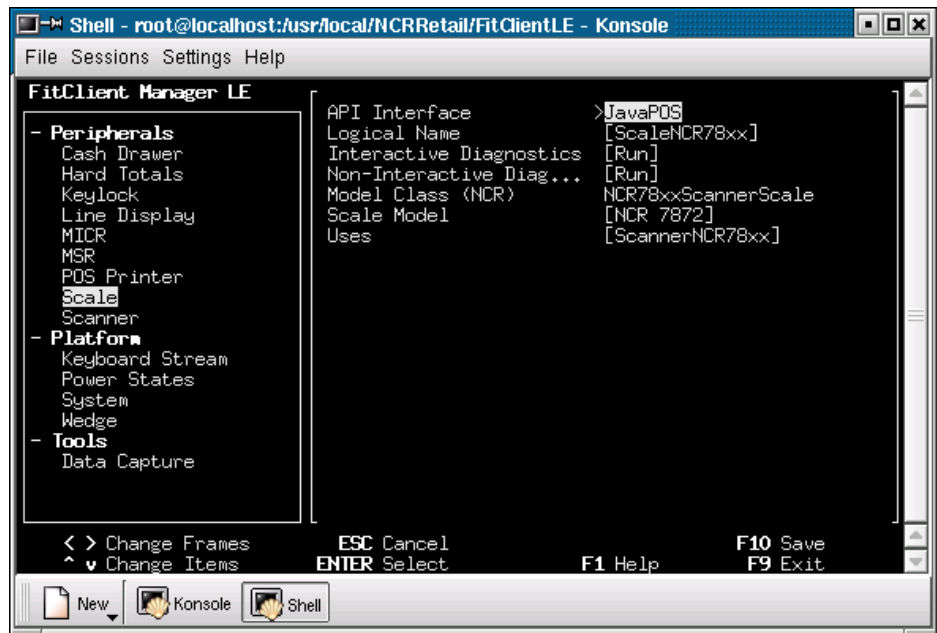 Shell - root@localhost:/usr/local/NCRRetail/FitClientLE - Konsole
File Sessions Settings Help
FitClient Manager LE
- Peripherals
Cash Drawer
Hard Totals
Keylock
Line Display
MICR
MSR
POS Printer
Scale
Scanner
- Platform
Keyboard Stream
Power States
System
Wedge
- Tools
Data Capture
API Interface >JavaPOS
Logical Name [ScaleNCR78xx]
Interactive Diagnostics [Run]
Non-Interactive Diag... [Run]
Model Class (NCR) NCR78xxScannerScale
Scale Model [NCR 7872]
Uses [ScannerNCR78xx]
< > Change Frames ESC Cancel F10 Save
^ v Change Items ENTER Select F1 Help F9 Exit
New Konsole Shell